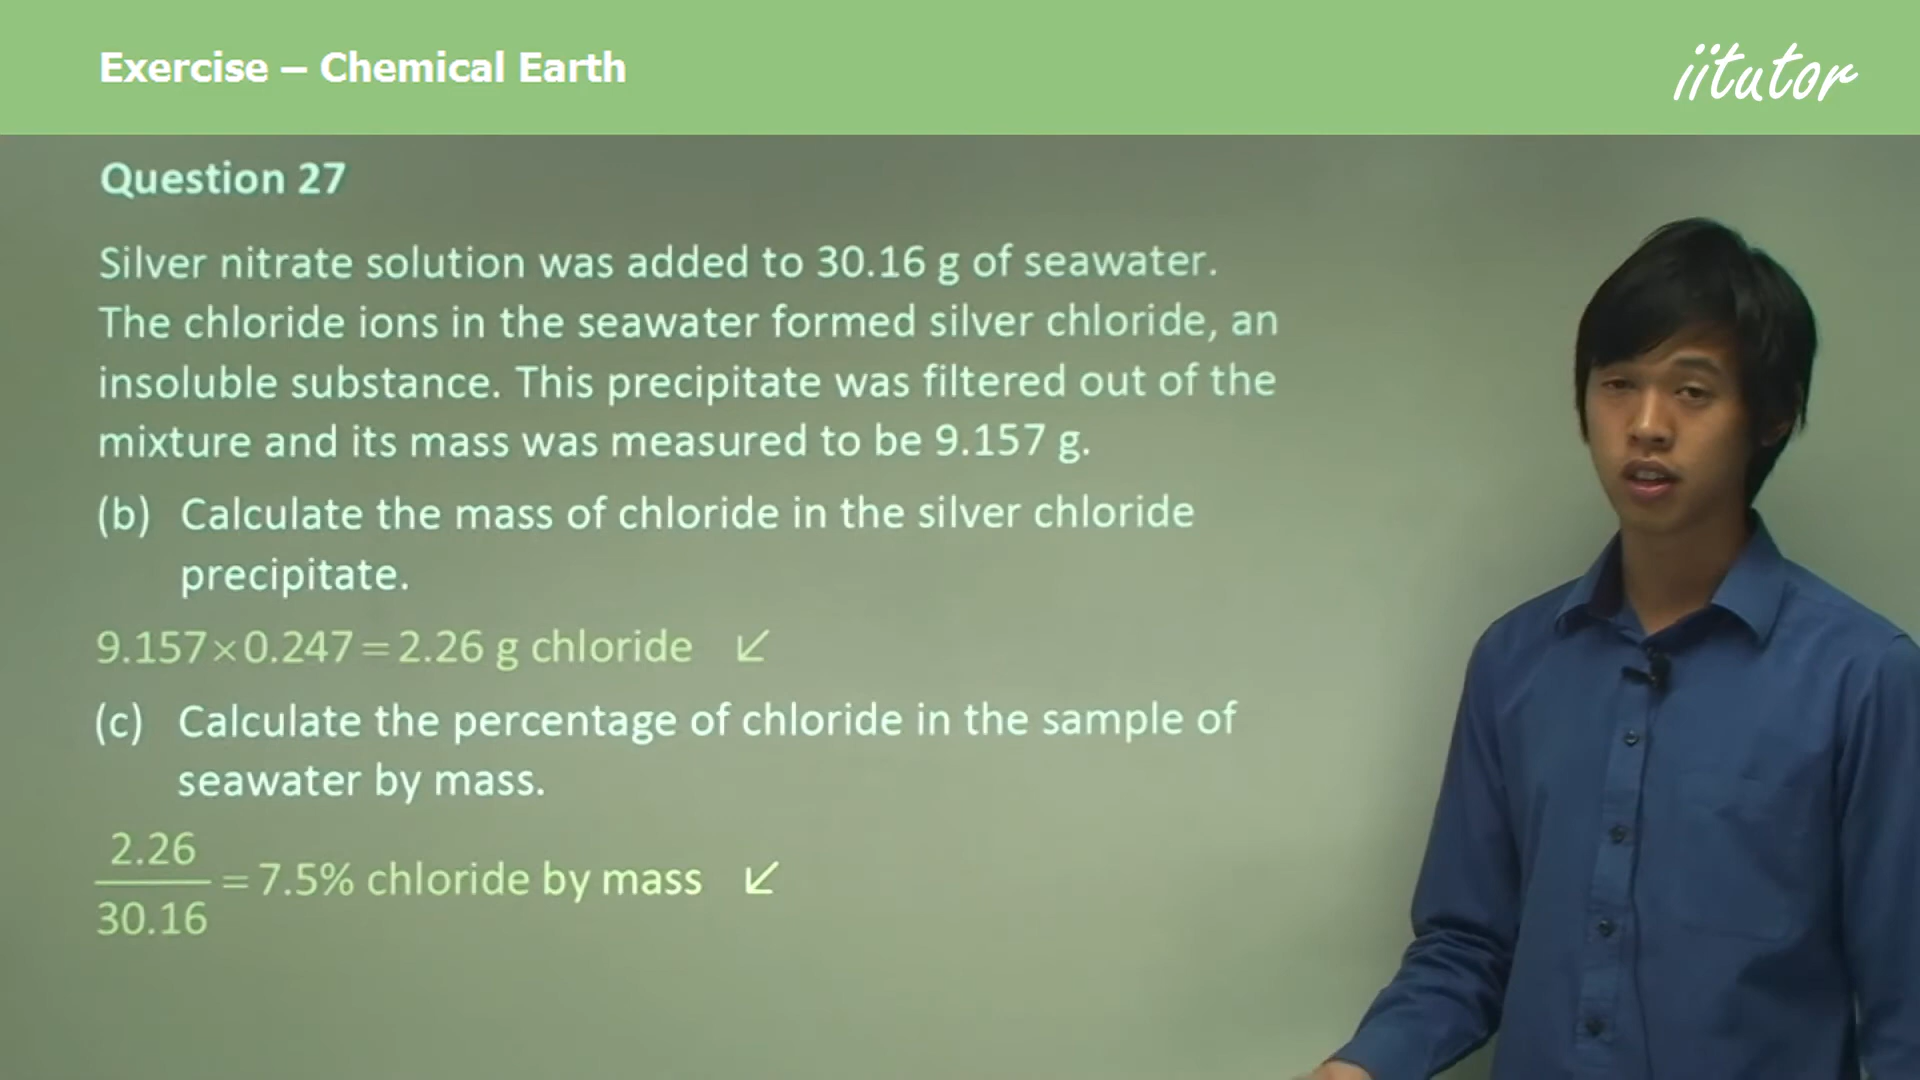 Exercise – Chemical Earth
iitutor
Question 27
Silver nitrate solution was added to 30.16 g of seawater.
The chloride ions in the seawater formed silver chloride, an
insoluble substance. This precipitate was filtered out of the
mixture and its mass was measured to be 9.157 g.
(b) Calculate the mass of chloride in the silver chloride
precipitate.
9.157×0.247=2.26 g chloride ↙
(c) Calculate the percentage of chloride in the sample of
seawater by mass.
2.26
= 7.5% chloride by mass ↙
30.16